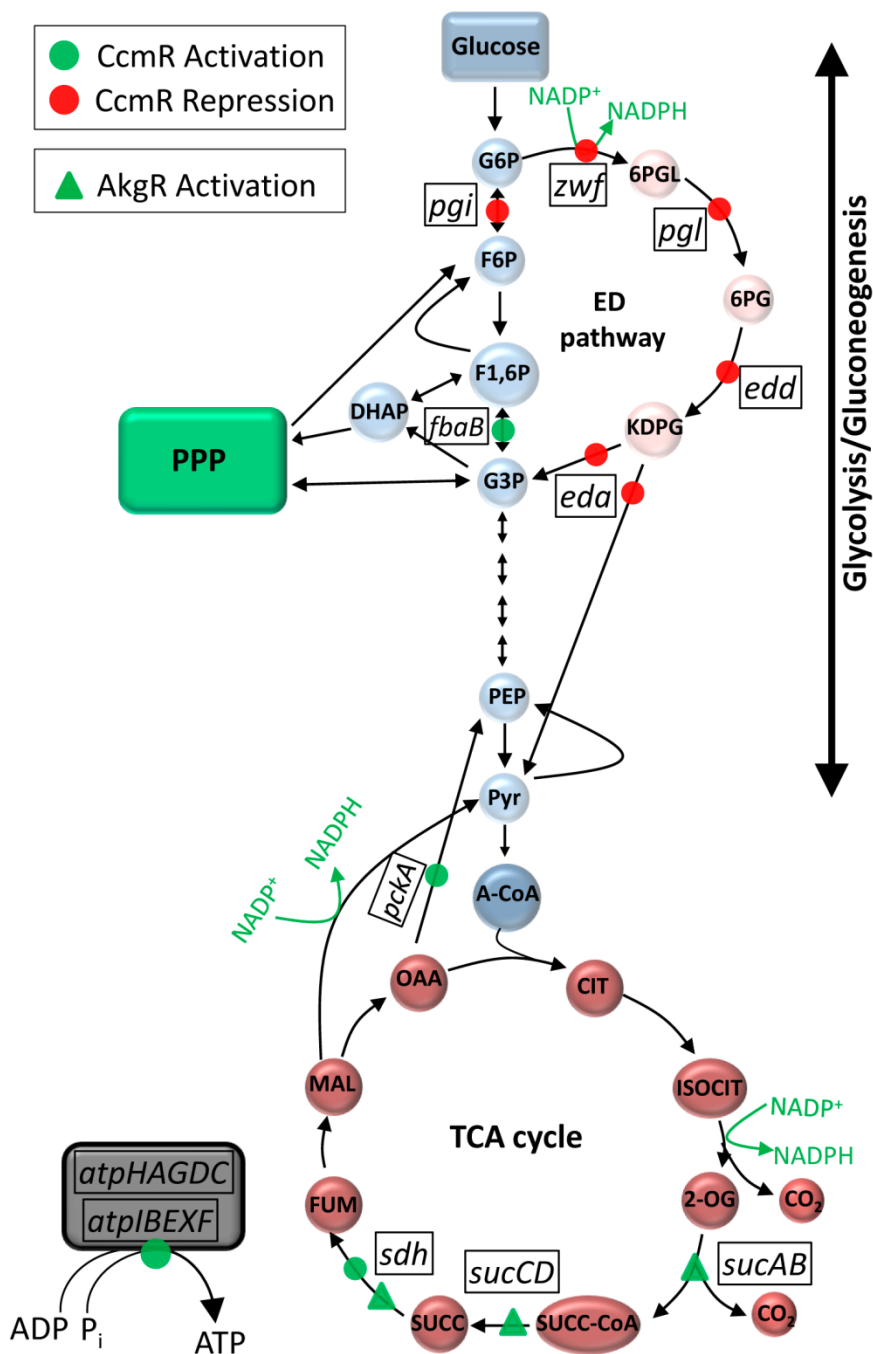 CcmR Activation
CcmR Repression
AkgR Activation
Glucose
NADP⁺
NADPH
G6P
6PGL
zwf
pgi
pgl
F6P
6PG
ED
pathway
F1,6P
edd
DHAP
fbaB
KDPG
PPP
G3P
eda
Glycolysis/Gluconeogenesis
PEP
Pyr
NADPH
NADP⁺
pckA
A-CoA
OAA
CIT
MAL
ISOCIT
NADP⁺
TCA cycle
NADPH
atpHAGDC
atpIBEXF
FUM
2-OG
CO₂
sdh
sucCD
sucAB
ADP
Pᵢ
ATP
SUCC
SUCC-CoA
CO₂